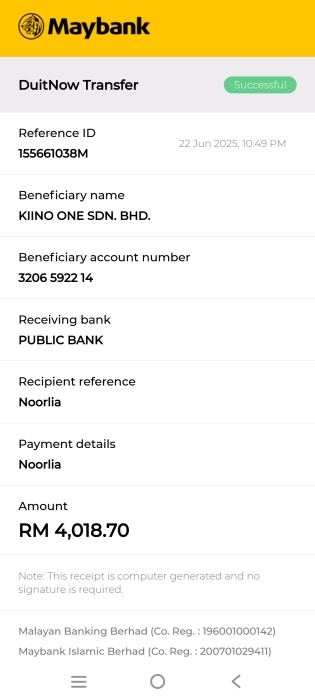 Maybank
DuitNow Transfer
Successful
Reference ID
22 Jun 2025, 10:49 PM
155661038M
Beneficiary name
KIINO ONE SDN. BHD.
Beneficiary account number
3206 5922 14
Receiving bank
PUBLIC BANK
Recipient reference
Noorlia
Payment details
Noorlia
Amount
RM 4,018.70
Note: This receipt is computer generated and no
signature is required.
Malayan Banking Berhad (Co. Reg. : 196001000142)
Maybank Islamic Berhad (Co. Reg. : 200701029411)